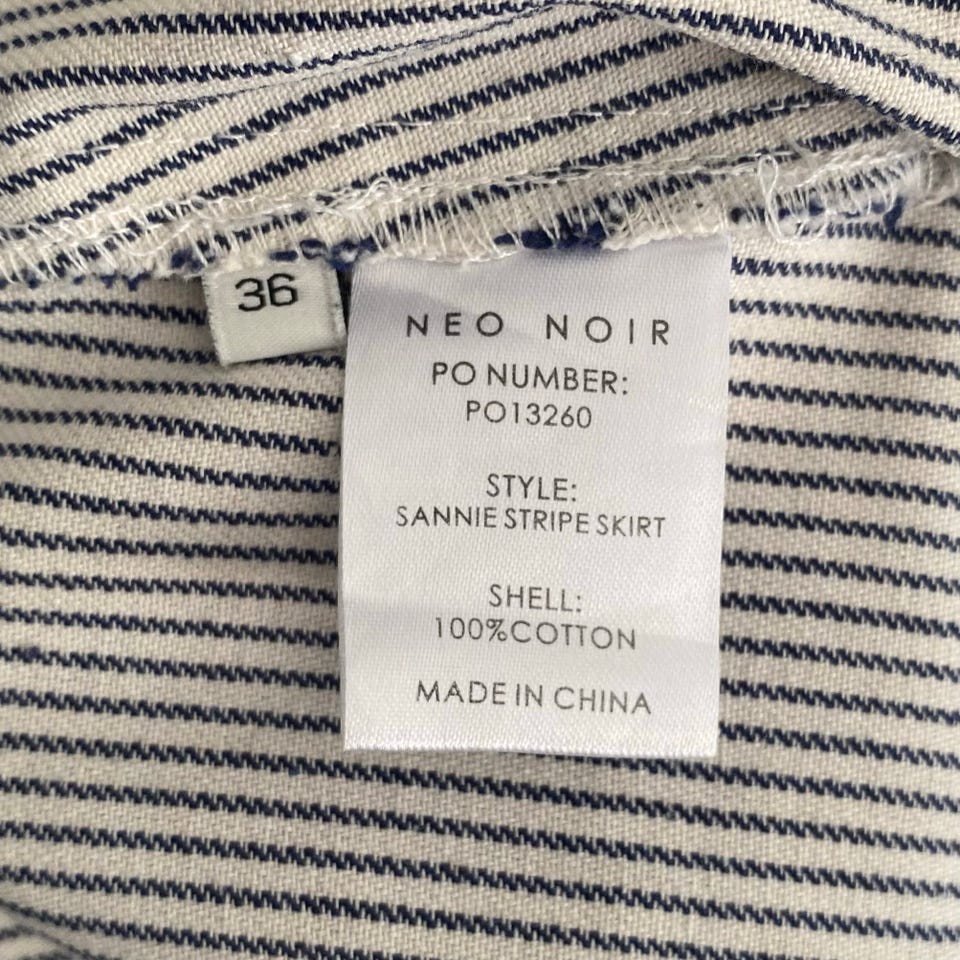 36
NEO NOIR
PO NUMBER:
PO13260
STYLE:
SANNIE STRIPE SKIRT
SHELL:
100%COTTON
MADE IN CHINA